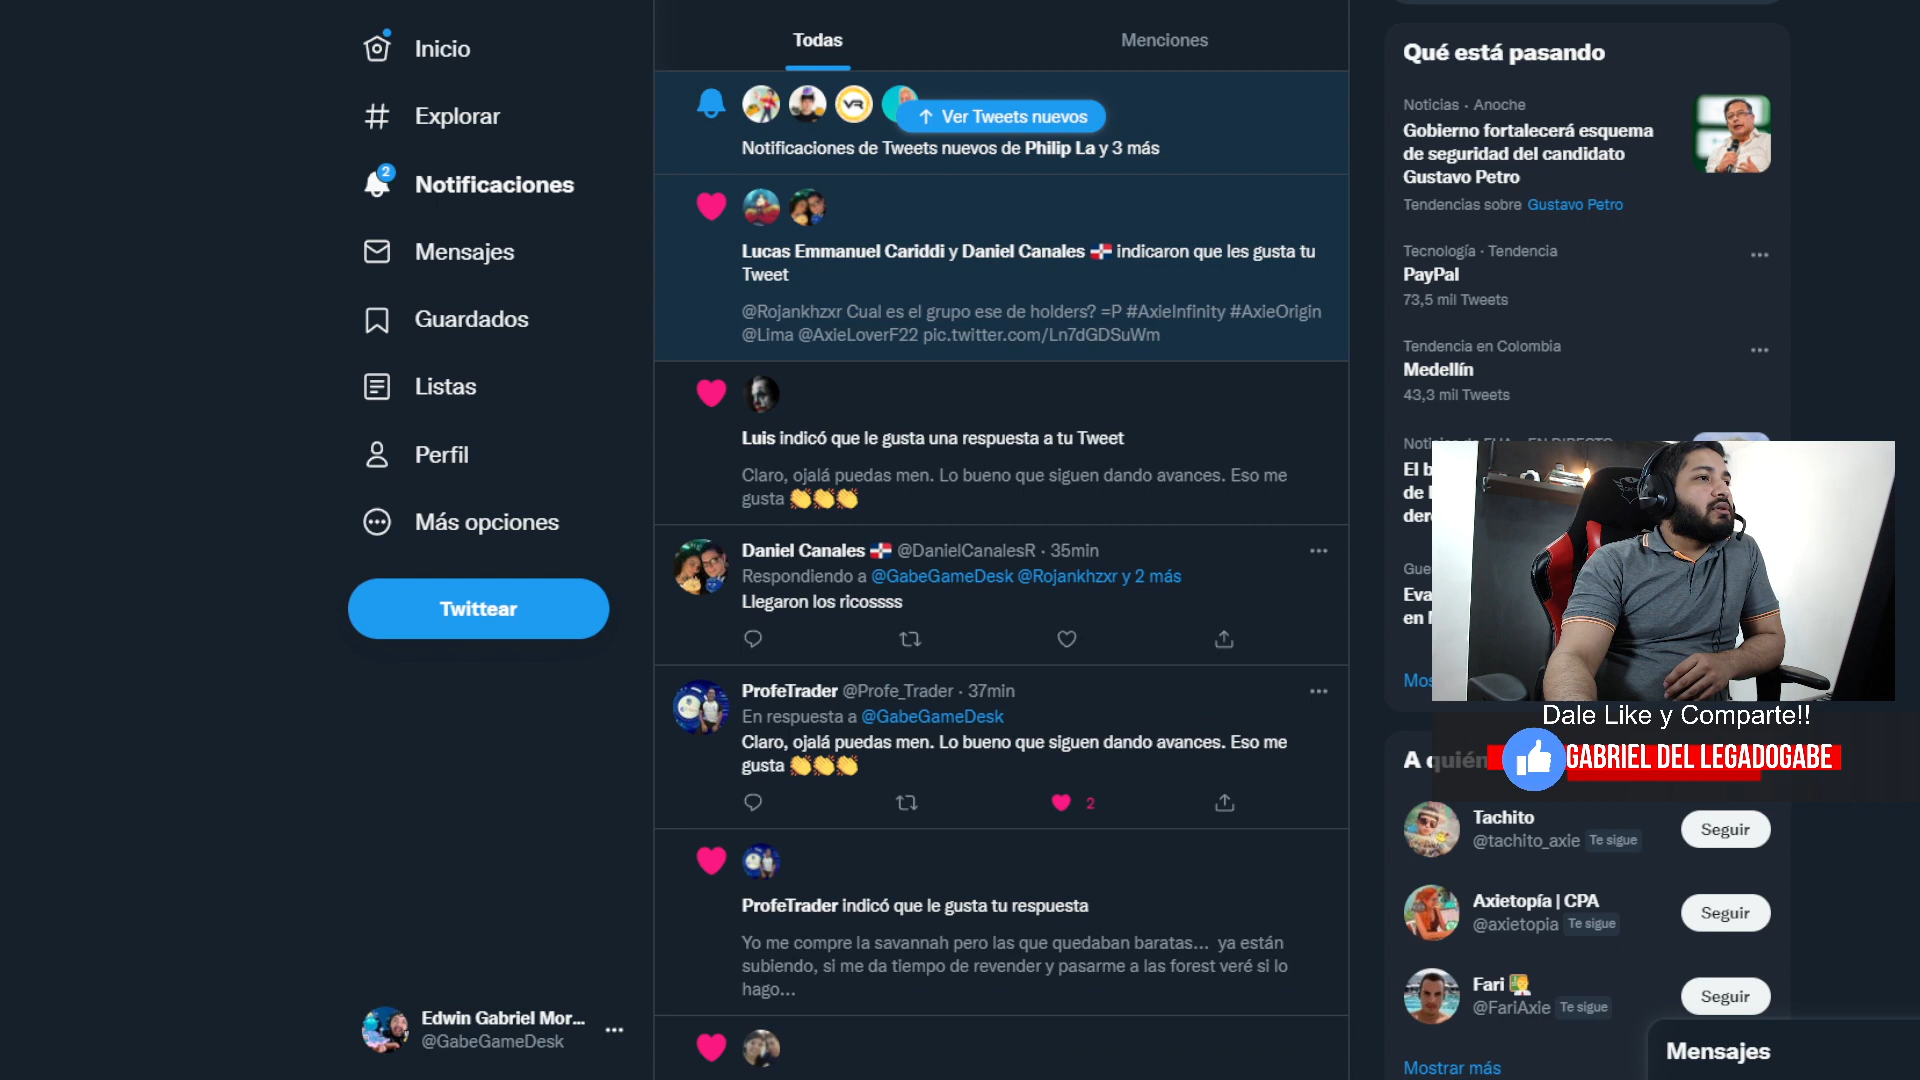 Inicio
Explorar
2
Notificaciones
Mensajes
Guardados
Listas
Perfil
Más opciones
Twittear
Edwin Gabriel Mor...
@GabeGameDesk
Todas
Menciones
VR
Ver Tweets nuevos
Notificaciones de Tweets nuevos de Philip La y 3 más
Lucas Emmanuel Cariddi y Daniel Canales 🇩🇴 indicaron que les gusta tu
Tweet
@Rojankhzxr Cual es el grupo ese de holders? =P #AxieInfinity #AxieOrigin
@Lima @AxieLoverF22 pic.twitter.com/Ln7dGDSuWm
Luis indicó que le gusta una respuesta a tu Tweet
Claro, ojalá puedas men. Lo bueno que siguen dando avances. Eso me
gusta 👏👏👏
Daniel Canales 🇩🇴 @DanielCanalesR · 35min
Respondiendo a @GabeGameDesk @Rojankhzxr y 2 más
Llegaron los ricossss
ProfeTrader @Profe_Trader · 37min
En respuesta a @GabeGameDesk
Claro, ojalá puedas men. Lo bueno que siguen dando avances. Eso me
gusta 👏👏👏
2
ProfeTrader indicó que le gusta tu respuesta
Yo me compre la savannah pero las que quedaban baratas... ya están
subiendo, si me da tiempo de revender y pasarme a las forest veré si lo
hago...
Qué está pasando
Noticias · Anoche
Gobierno fortalecerá esquema
de seguridad del candidato
Gustavo Petro
Tendencias sobre Gustavo Petro
Tecnología · Tendencia
PayPal
73,5 mil Tweets
Tendencia en Colombia
Medellín
43,3 mil Tweets
El b
de
der
Gue
Eva
en
Mos
Dale Like y Comparte!!
GABRIEL DEL LEGADOGABE
A quién
Tachito
@tachito_axie Te sigue
Seguir
Axietopía | CPA
@axietopia Te sigue
Seguir
Fari
@FariAxie Te sigue
Seguir
Mostrar más
Mensajes